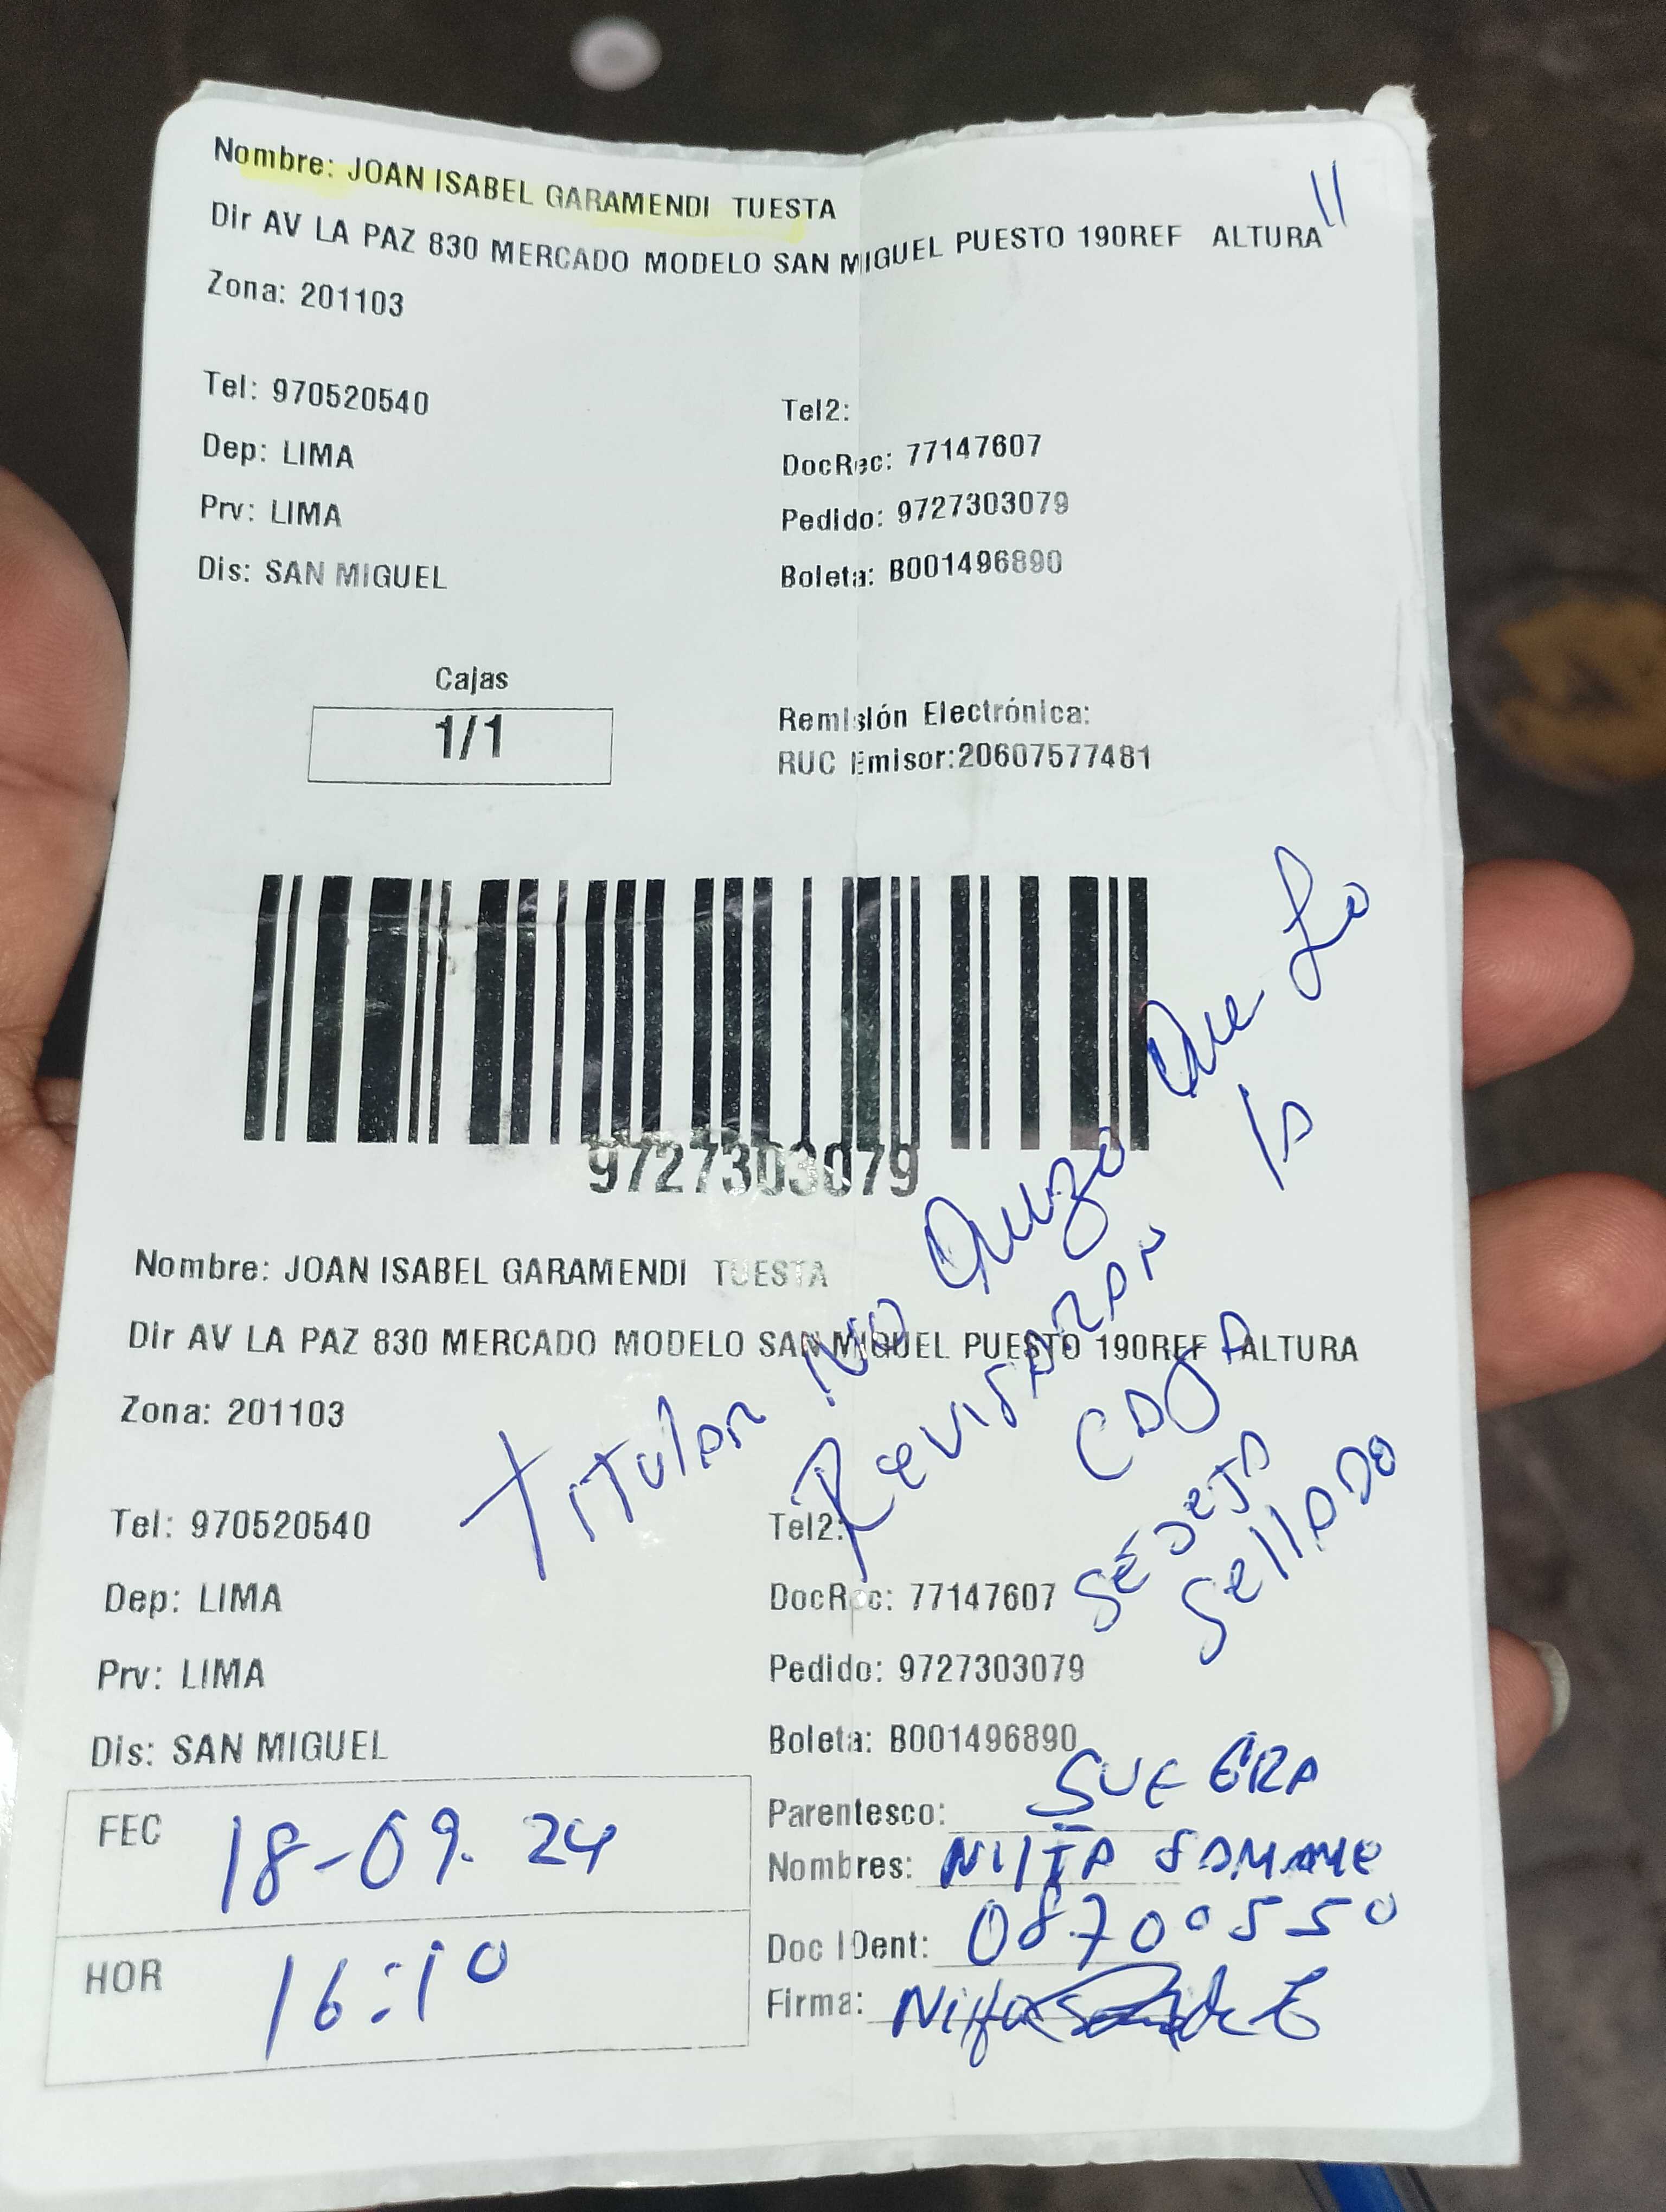 Nombre: JOAN ISABEL GARAMENDI TUESTA
Dir AV LA PAZ 830 MERCADO MODELO SAN MIGUEL PUESTO 190REF ALTURA
Zona: 201103
Tel: 970520540
Tel2:
Dep: LIMA
DocRec: 77147607
Prv: LIMA
Pedido: 9727303079
Dis: SAN MIGUEL
Boleta: B001496890
Cajas
1/1
Remisión Electrónica:
RUC Emisor:20607577481
9727303079
Titular NO Quizo Que Lo
Revisaran la
Caja
se deja
sellado
Nombre: JOAN ISABEL GARAMENDI TUESTA
Dir AV LA PAZ 830 MERCADO MODELO SAN MIGUEL PUESTO 190REF ALTURA
Zona: 201103
Tel: 970520540
Tel2:
Dep: LIMA
DocRec: 77147607
Prv: LIMA
Pedido: 9727303079
Dis: SAN MIGUEL
Boleta: B001496890
FEC 18-09-24
Parentesco: SUEGRA
Nombres: NIITA
HOR 16:10
Doc IDent: 08700550
Firma: